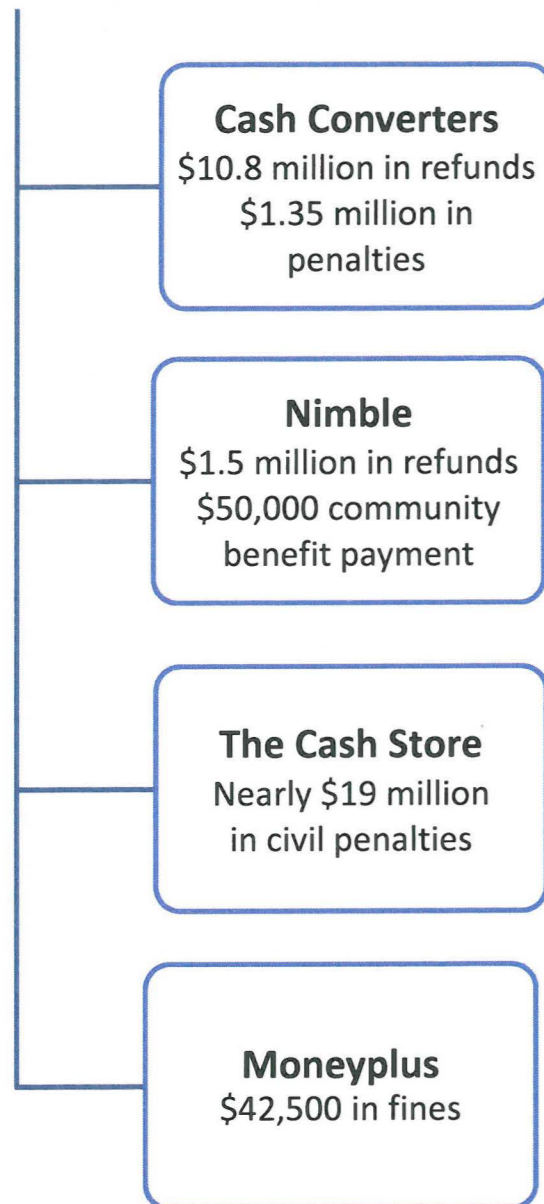 Cash Converters
$10.8 million in refunds
$1.35 million in
penalties
Nimble
$1.5 million in refunds
$50,000 community
benefit payment
The Cash Store
Nearly $19 million
in civil penalties
Moneyplus
$42,500 in fines